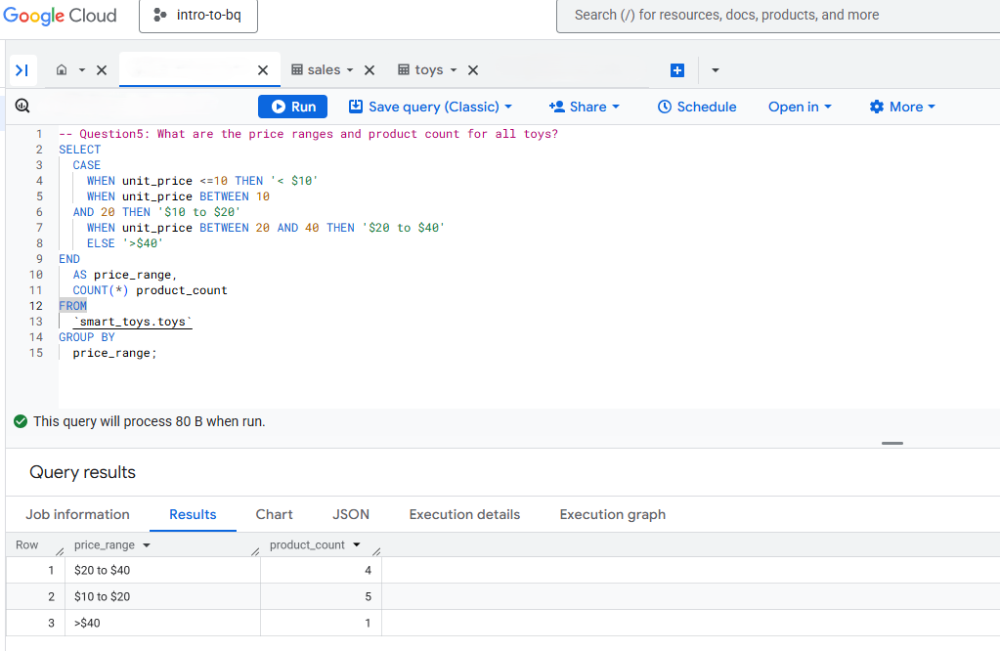 Google Cloud
intro-to-bq
Search (/) for resources, docs, products, and more
sales
toys
Run
Save query (Classic)
Share
Schedule
Open in
More
1 -- Question5: What are the price ranges and product count for all toys?
2 SELECT
3 CASE
4 WHEN unit_price <=10 THEN '< $10'
5 WHEN unit_price BETWEEN 10
6 AND 20 THEN '$10 to $20'
7 WHEN unit_price BETWEEN 20 AND 40 THEN '$20 to $40'
8 ELSE '>$40'
9 END
10 AS price_range,
11 COUNT(*) product_count
12 FROM
13 `smart_toys.toys`
14 GROUP BY
15 price_range;
This query will process 80 B when run.
Query results
Job information
Results
Chart
JSON
Execution details
Execution graph
Row price_range product_count
1 $20 to $40 4
2 $10 to $20 5
3 >$40 1